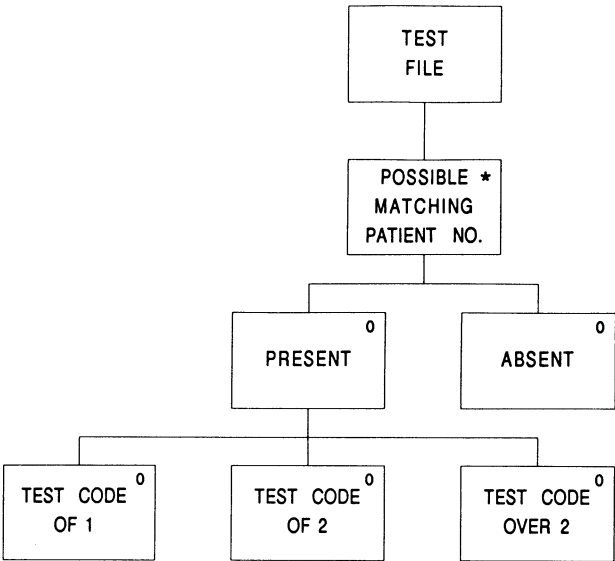 TEST
FILE
POSSIBLE *
MATCHING
PATIENT NO.
0
PRESENT
0
ABSENT
TEST CODE 0
OF 1
TEST CODE 0
OF 2
TEST CODE 0
OVER 2